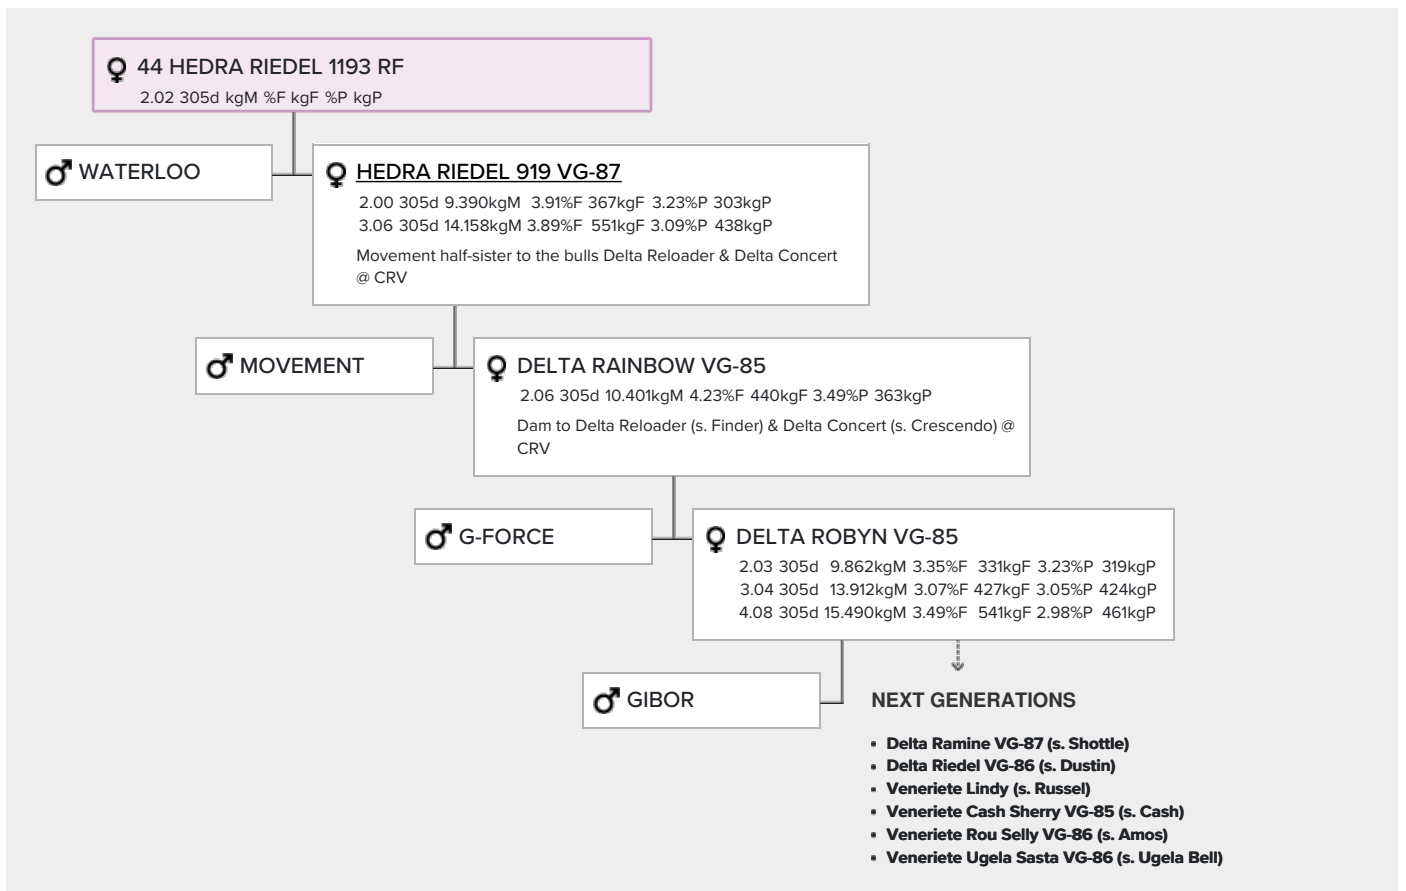 44 HEDRA RIEDEL 1193 RF
2.02 305d kgM %F kgF %P kgP
WATERLOO
HEDRA RIEDEL 919 VG-87
2.00 305d 9.390kgM 3.91%F 367kgF 3.23%P 303kgP
3.06 305d 14.158kgM 3.89%F 551kgF 3.09%P 438kgP
Movement half-sister to the bulls Delta Reloader & Delta Concert
@ CRV
MOVEMENT
DELTA RAINBOW VG-85
2.06 305d 10.401kgM 4.23%F 440kgF 3.49%P 363kgP
Dam to Delta Reloader (s. Finder) & Delta Concert (s. Crescendo) @
CRV
G-FORCE
DELTA ROBYN VG-85
2.03 305d 9.862kgM 3.35%F 331kgF 3.23%P 319kgP
3.04 305d 13.912kgM 3.07%F 427kgF 3.05%P 424kgP
4.08 305d 15.490kgM 3.49%F 541kgF 2.98%P 461kgP
GIBOR
NEXT GENERATIONS
• Delta Ramine VG-87 (s. Shottle)
• Delta Riedel VG-86 (s. Dustin)
• Veneriete Lindy (s. Russel)
• Veneriete Cash Sherry VG-85 (s. Cash)
• Veneriete Rou Selly VG-86 (s. Amos)
• Veneriete Ugela Sasta VG-86 (s. Ugela Bell)